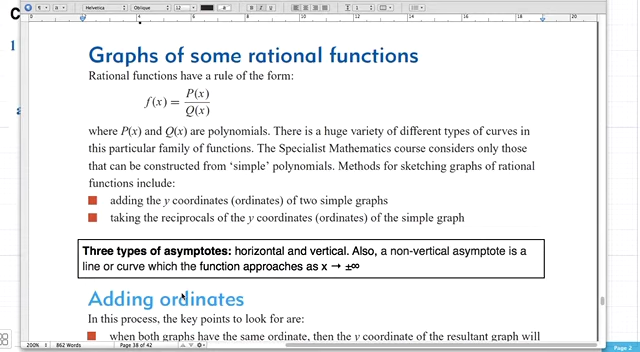 Helvetica Oblique 12
Graphs of some rational functions
Rational functions have a rule of the form:
f(x) = P(x) / Q(x)
where P(x) and Q(x) are polynomials. There is a huge variety of different types of curves in
this particular family of functions. The Specialist Mathematics course considers only those
that can be constructed from ‘simple’ polynomials. Methods for sketching graphs of rational
functions include:
adding the y coordinates (ordinates) of two simple graphs
taking the reciprocals of the y coordinates (ordinates) of the simple graph
Three types of asymptotes: horizontal and vertical. Also, a non-vertical asymptote is a
line or curve which the function approaches as x → ±∞
Adding ordinates
In this process, the key points to look for are:
when both graphs have the same ordinate, then the y coordinate of the resultant graph will
200% 862 Words Page 38 of 42
Page 2